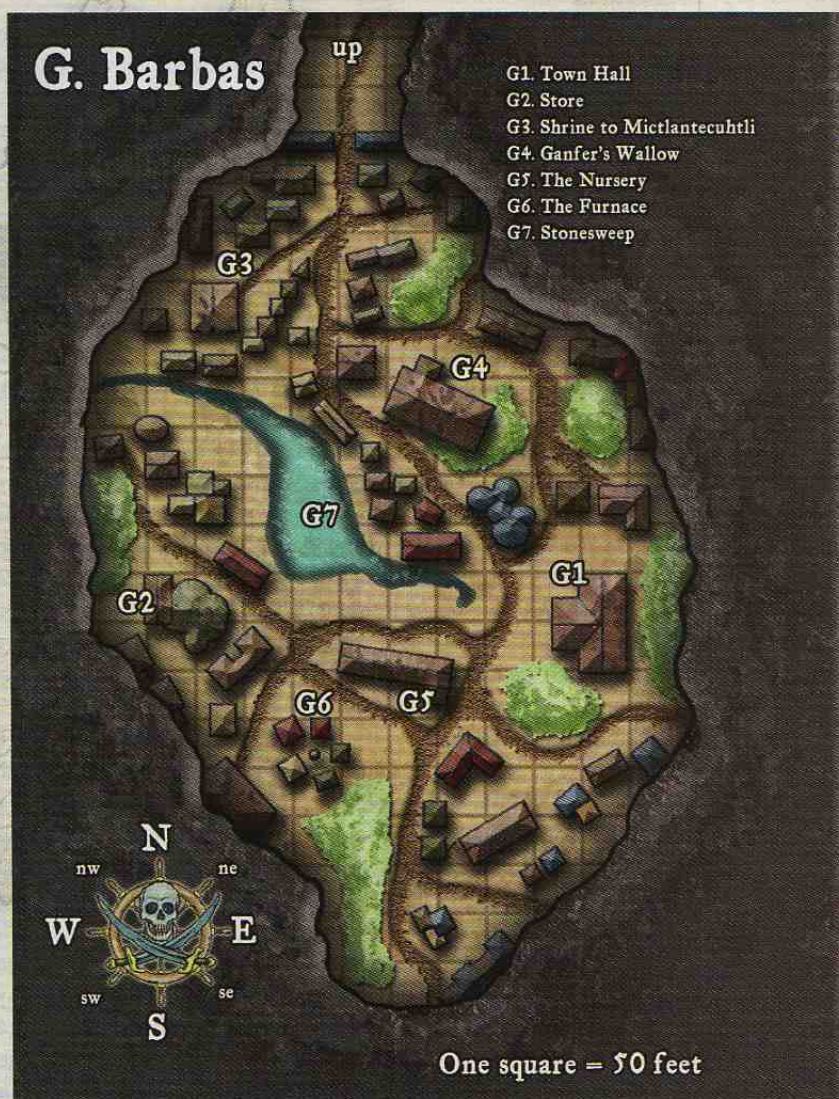 G. Barbas
up
G1. Town Hall
G2. Store
G3. Shrine to Mictlantecuhtli
G4. Ganfer's Wallow
G5. The Nursery
G6. The Furnace
G7. Stonesweep
G3
G4
G7
G1
G2
G5
G6
N
nw
ne
W
E
sw
se
S
One square = 50 feet